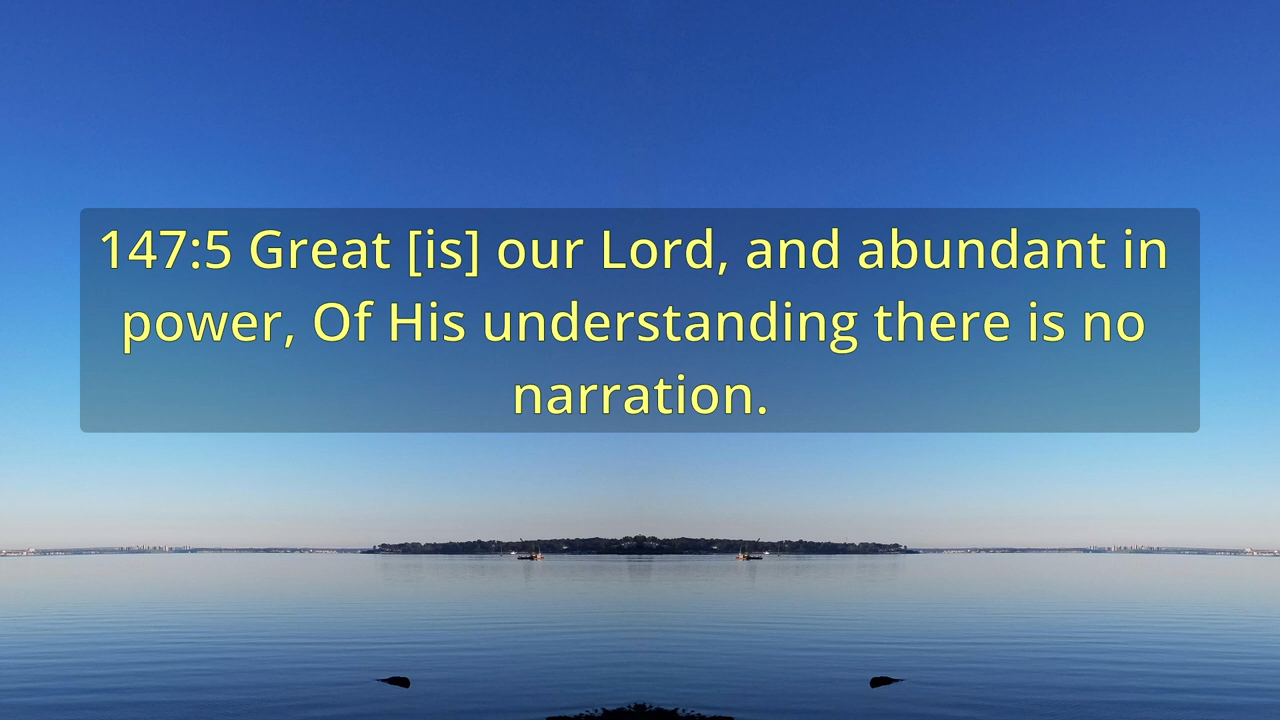 147:5 Great [is] our Lord, and abundant in
power, Of His understanding there is no
narration.